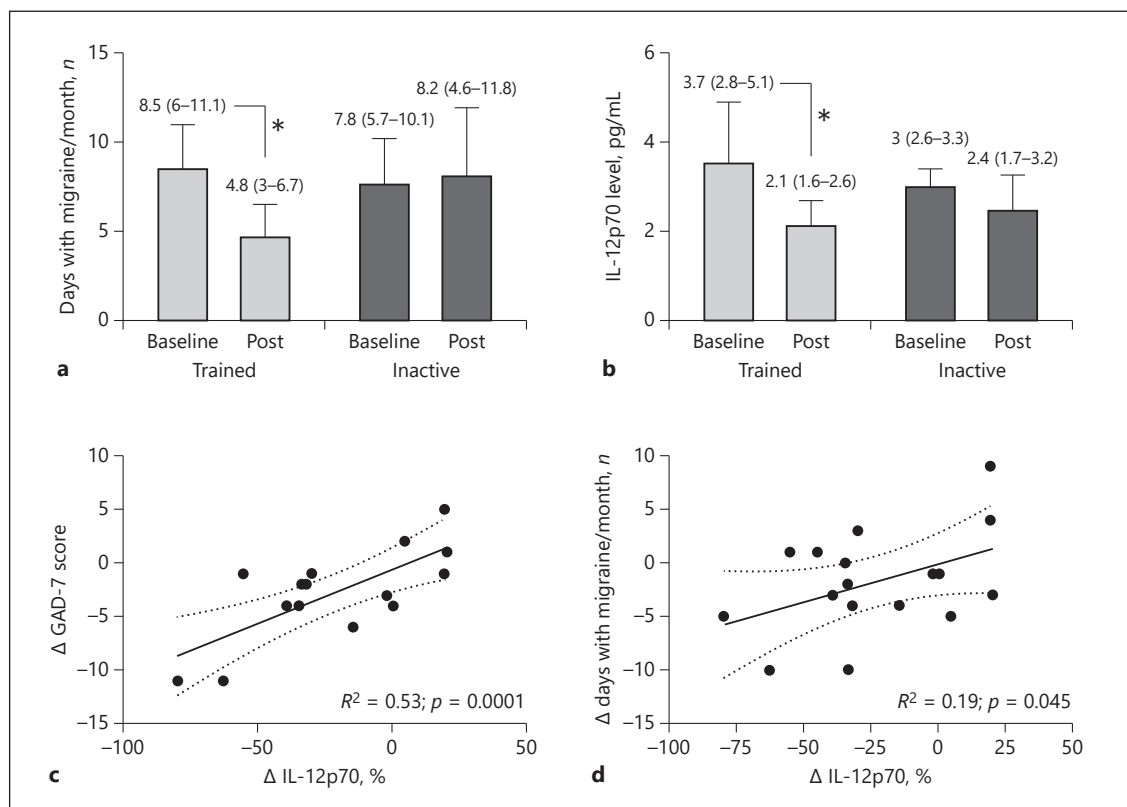 15
10
5
0
Days with migraine/month, n
8.5 (6–11.1)
*
4.8 (3–6.7)
7.8 (5.7–10.1)
8.2 (4.6–11.8)
Baseline Post Baseline Post
Trained Inactive
a
6
4
2
0
IL-12p70 level, pg/mL
3.7 (2.8–5.1)
*
2.1 (1.6–2.6)
3 (2.6–3.3)
2.4 (1.7–3.2)
Baseline Post Baseline Post
Trained Inactive
b
10
5
0
–5
–10
–15
Δ GAD-7 score
R² = 0.53; p = 0.0001
–100 –50 0 50
Δ IL-12p70, %
c
10
5
0
–5
–10
–15
Δ days with migraine/month, n
R² = 0.19; p = 0.045
–100 –75 –50 –25 0 25 50
Δ IL-12p70, %
d